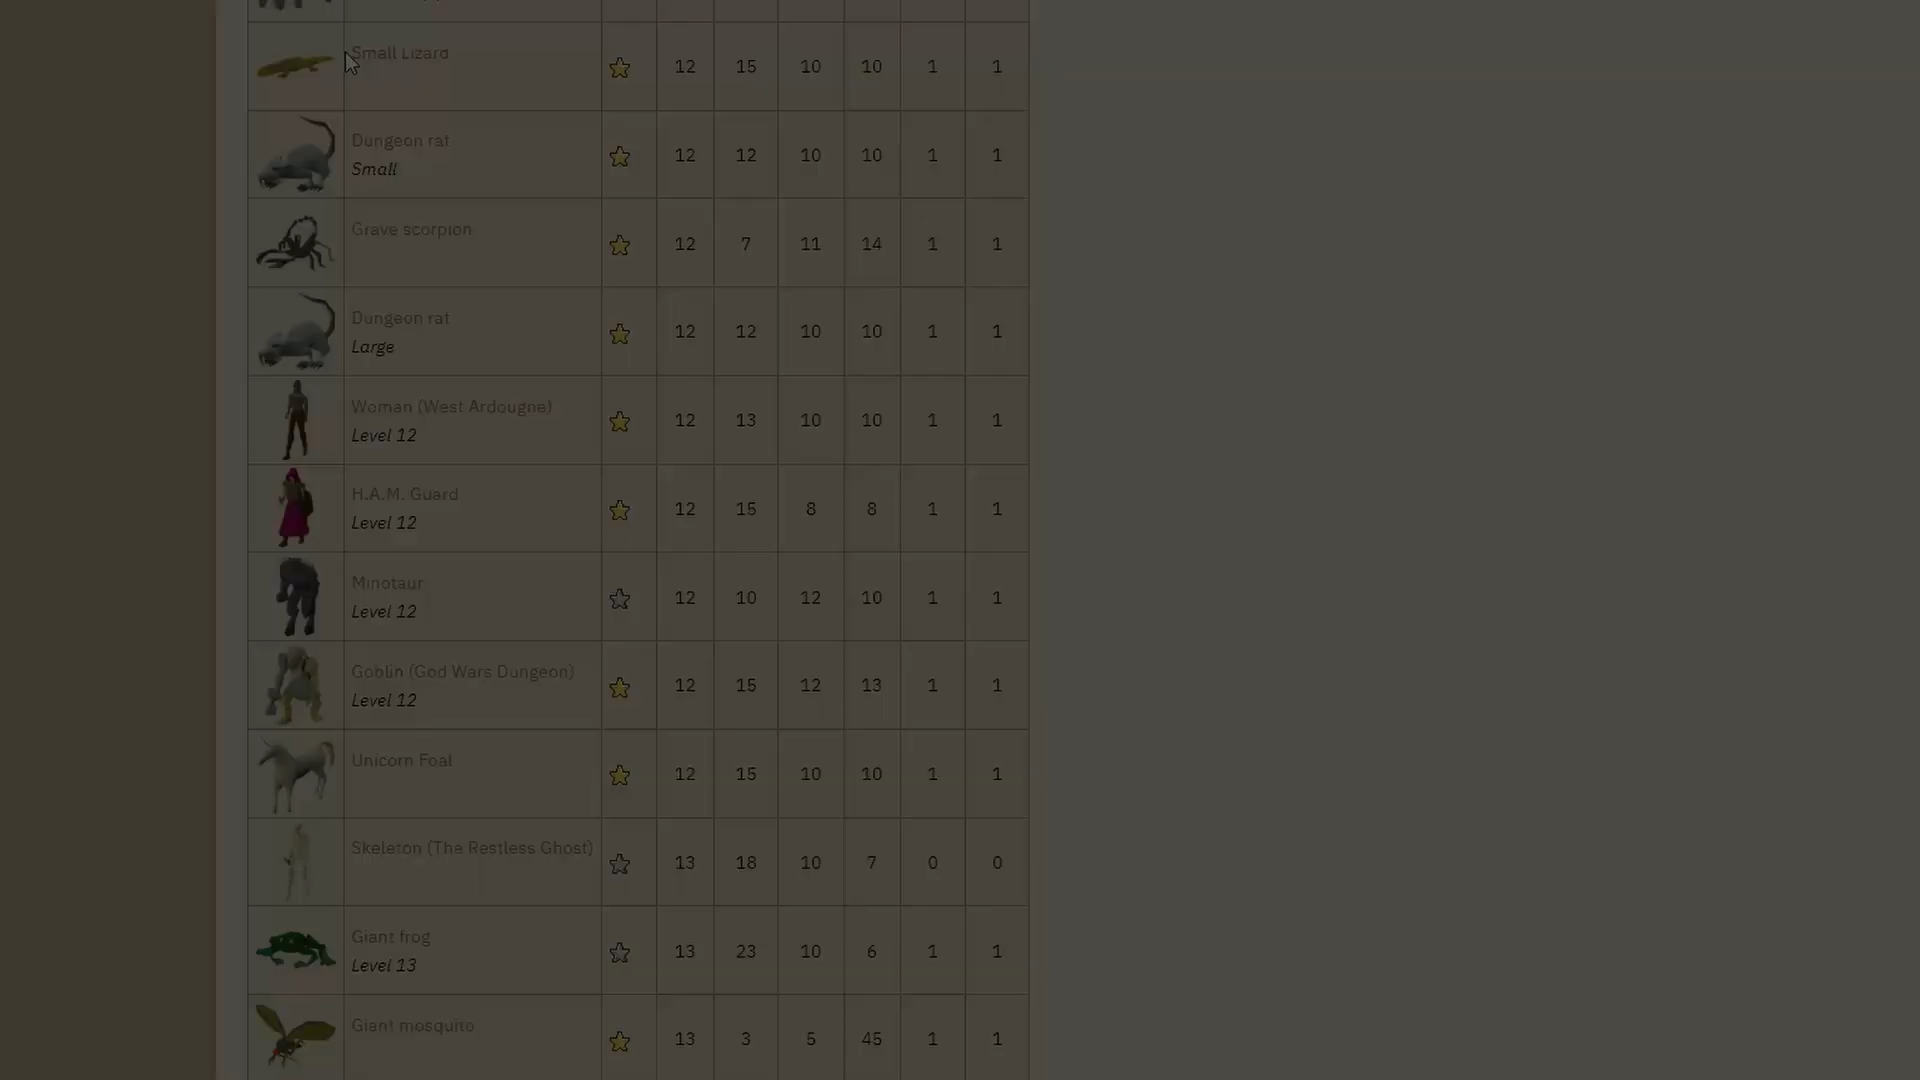 Small Lizard 12 15 10 10 1 1
Dungeon rat
Small 12 12 10 10 1 1
Grave scorpion 12 7 11 14 1 1
Dungeon rat
Large 12 12 10 10 1 1
Woman (West Ardougne)
Level 12 12 13 10 10 1 1
H.A.M. Guard
Level 12 12 15 8 8 1 1
Minotaur
Level 12 12 10 12 10 1 1
Goblin (God Wars Dungeon)
Level 12 12 15 12 13 1 1
Unicorn Foal 12 15 10 10 1 1
Skeleton (The Restless Ghost) 13 18 10 7 0 0
Giant frog
Level 13 13 23 10 6 1 1
Giant mosquito 13 3 5 45 1 1